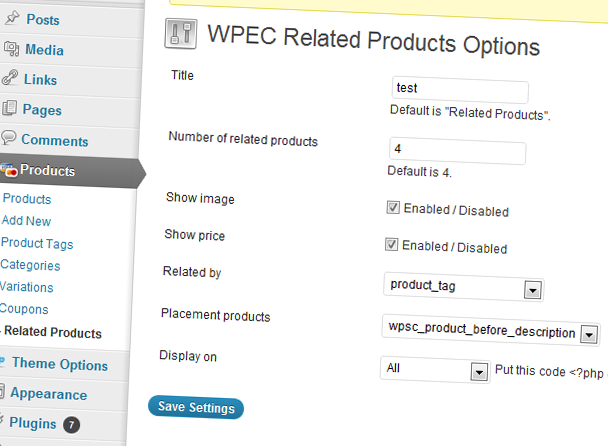 Posts
Media
Links
Pages
Comments
Products
Products
Add New
Product Tags
Categories
Variations
Coupons
Related Products
Theme Options
Appearance
Plugins 7
WPEC Related Products Options
Title
test
Default is "Related Products".
Number of related products
4
Default is 4.
Show image
Enabled / Disabled
Show price
Enabled / Disabled
Related by
product_tag
Placement products
wpsc_product_before_description
Display on
All
Put this code <?php
Save Settings